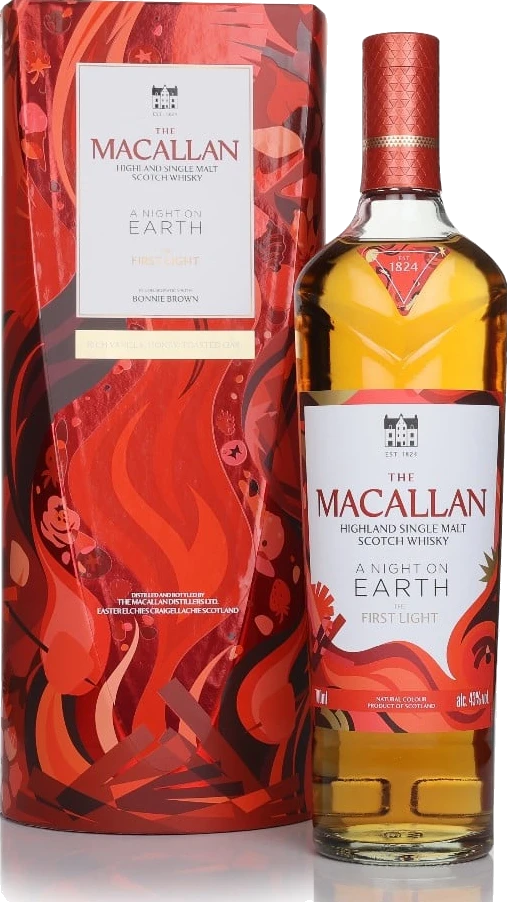 EST. 1824
THE
MACALLAN
HIGHLAND SINGLE MALT
SCOTCH WHISKY
A NIGHT ON
EARTH
THE
FIRST LIGHT
BONNIE BROWN
DISTILLED AND BOTTLED BY
THE MACALLAN DISTILLERS LTD.
EASTER ELCHIES CRAIGELLACHIE SCOTLAND
EST
1824
EST. 1824
THE
MACALLAN
HIGHLAND SINGLE MALT
SCOTCH WHISKY
A NIGHT ON
EARTH
THE
FIRST LIGHT
NATURAL COLOUR
PRODUCT OF SCOTLAND
alc. 43% vol